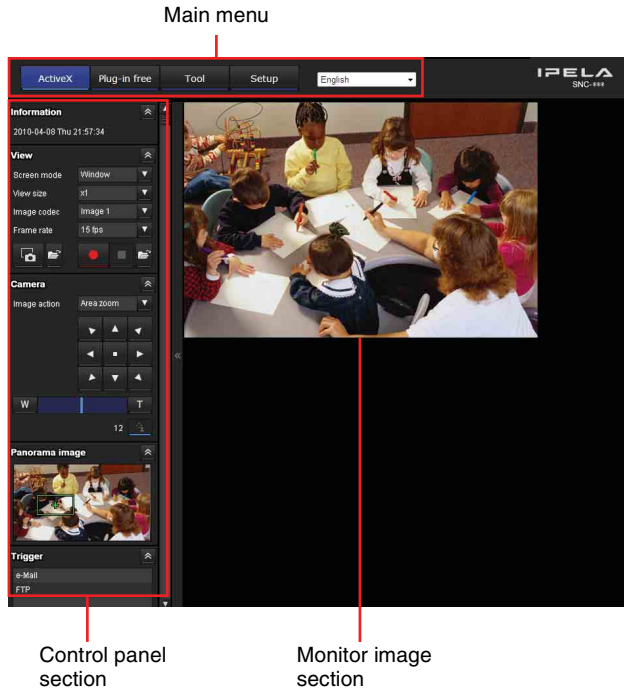 Main menu
ActiveX Plug-in free Tool Setup English
IPELA
SNC-***
Information
2010-04-08 Thu 21:57:34
View
Screen mode Window
View size x1
Image codec Image 1
Frame rate 15 fps
Camera
Image action Area zoom
W T
12
Panorama image
Trigger
e-Mail
FTP
Control panel
section
Monitor image
section